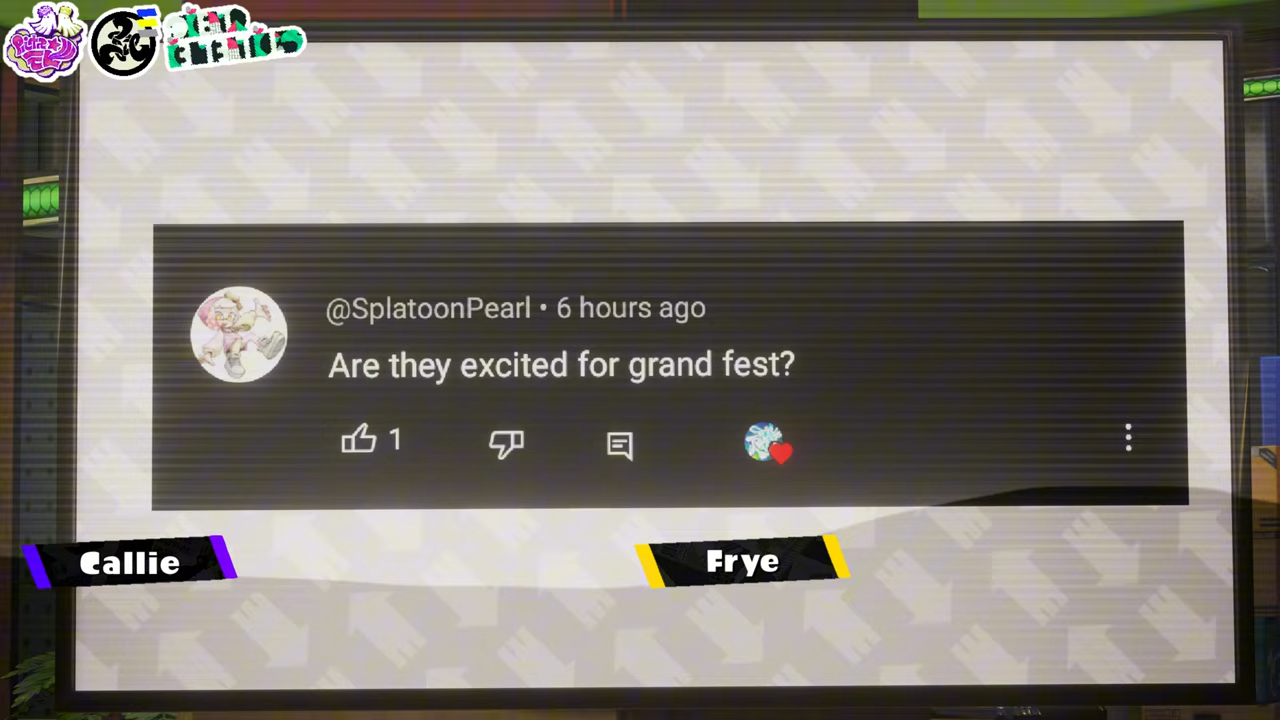 @SplatoonPearl • 6 hours ago
Are they excited for grand fest?
1
Callie
Frye